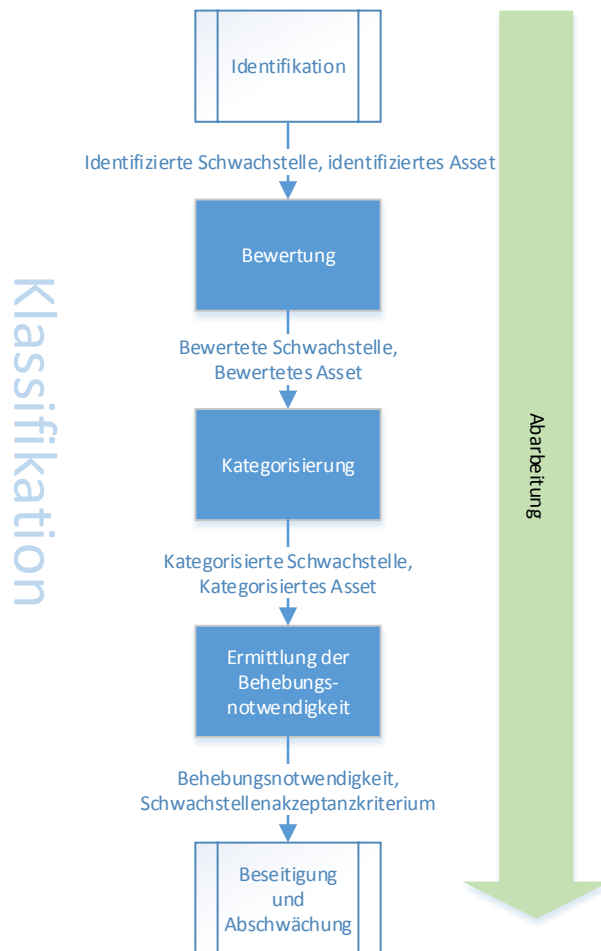 Identifikation
Identifizierte Schwachstelle, identifiziertes Asset
Bewertung
Bewertete Schwachstelle,
Bewertetes Asset
Kategorisierung
Kategorisierte Schwachstelle,
Kategorisiertes Asset
Ermittlung der
Behebungs-
notwendigkeit
Behebungsnotwendigkeit,
Schwachstellenakzeptanzkriterium
Beseitigung
und
Abschwächung
Klassifikation
Abarbeitung